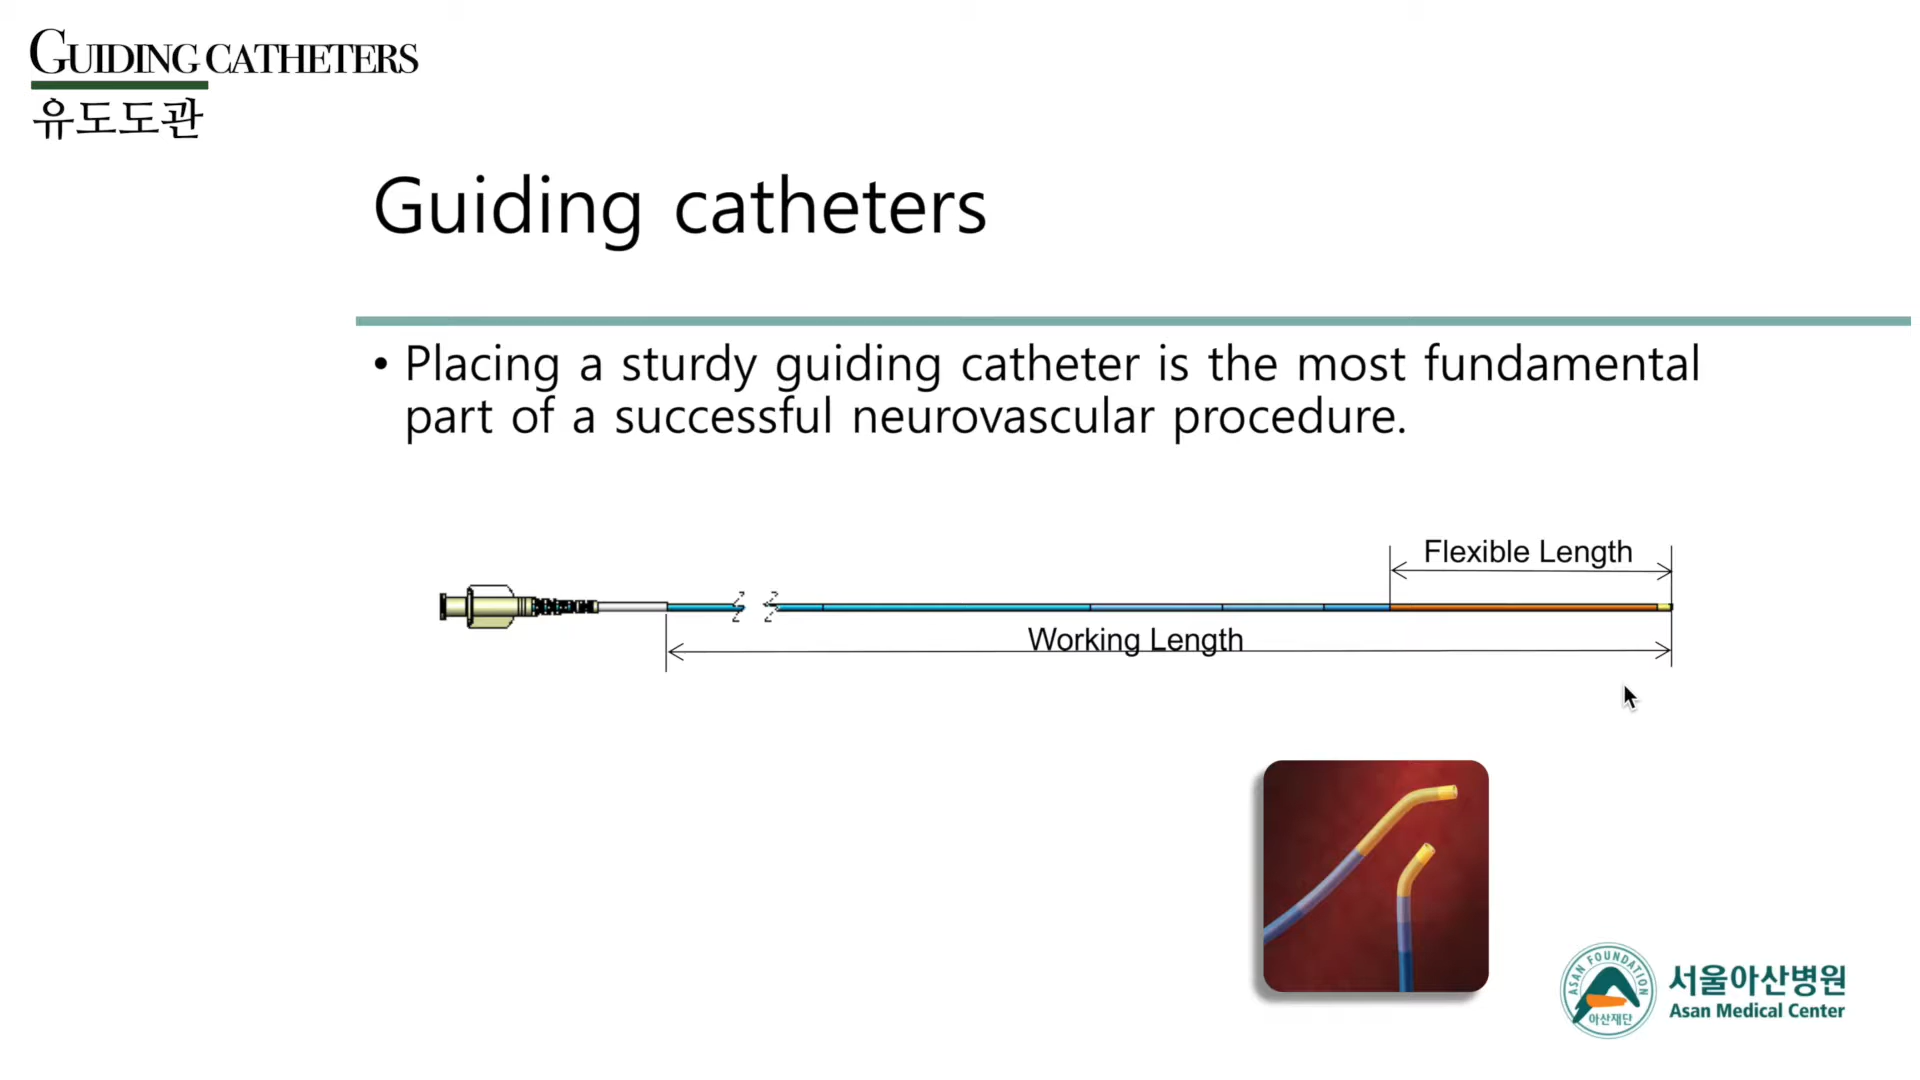 GUIDING CATHETERS
유도도관
Guiding catheters
• Placing a sturdy guiding catheter is the most fundamental
part of a successful neurovascular procedure.
Flexible Length
Working Length
ASAN FOUNDATION
아산재단
서울아산병원
Asan Medical Center